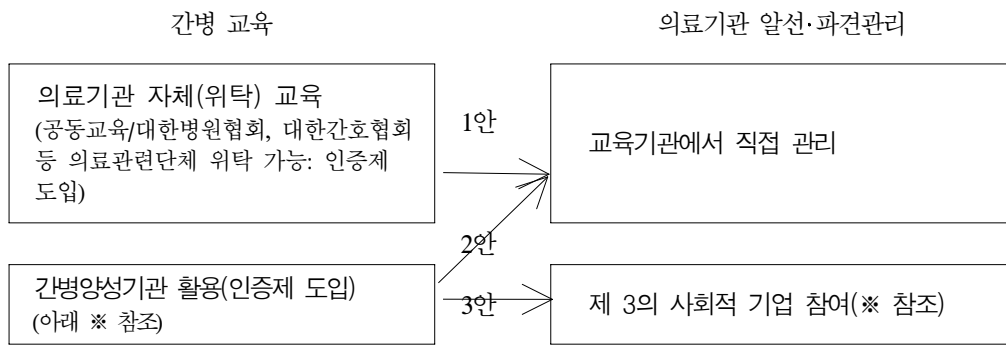 간병 교육
의료기관 알선·파견관리
의료기관 자체(위탁) 교육
(공동교육/대한병원협회, 대한간호협회
등 의료관련단체 위탁 가능: 인증제
도입)
1안
교육기관에서 직접 관리
2안
간병양성기관 활용(인증제 도입)
(아래 ※ 참조)
3안
제 3의 사회적 기업 참여(※ 참조)